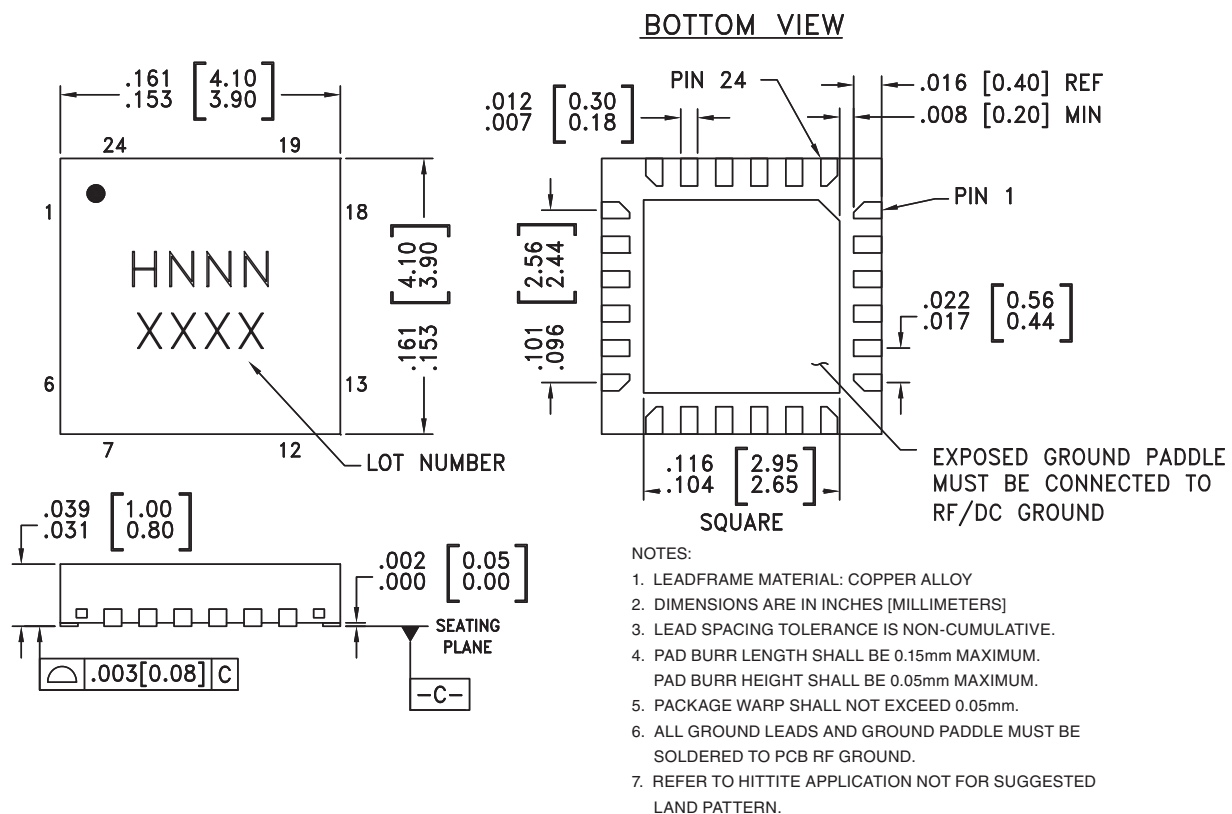 BOTTOM VIEW
.161 [4.10]
.153 [3.90]
24
19
1
18
HNNN
XXXX
6
13
7
12
LOT NUMBER
.161 [4.10]
.153 [3.90]
PIN 24
.012 [0.30]
.007 [0.18]
.016 [0.40] REF
.008 [0.20] MIN
PIN 1
.101 [2.56]
.096 [2.44]
.022 [0.56]
.017 [0.44]
.116 [2.95]
.104 [2.65]
SQUARE
EXPOSED GROUND PADDLE
MUST BE CONNECTED TO
RF/DC GROUND
.039 [1.00]
.031 [0.80]
.002 [0.05]
.000 [0.00]
SEATING
PLANE
.003[0.08] C
-C-
NOTES:
1. LEADFRAME MATERIAL: COPPER ALLOY
2. DIMENSIONS ARE IN INCHES [MILLIMETERS]
3. LEAD SPACING TOLERANCE IS NON-CUMULATIVE.
4. PAD BURR LENGTH SHALL BE 0.15mm MAXIMUM.
PAD BURR HEIGHT SHALL BE 0.05mm MAXIMUM.
5. PACKAGE WARP SHALL NOT EXCEED 0.05mm.
6. ALL GROUND LEADS AND GROUND PADDLE MUST BE
SOLDERED TO PCB RF GROUND.
7. REFER TO HITTITE APPLICATION NOT FOR SUGGESTED
LAND PATTERN.